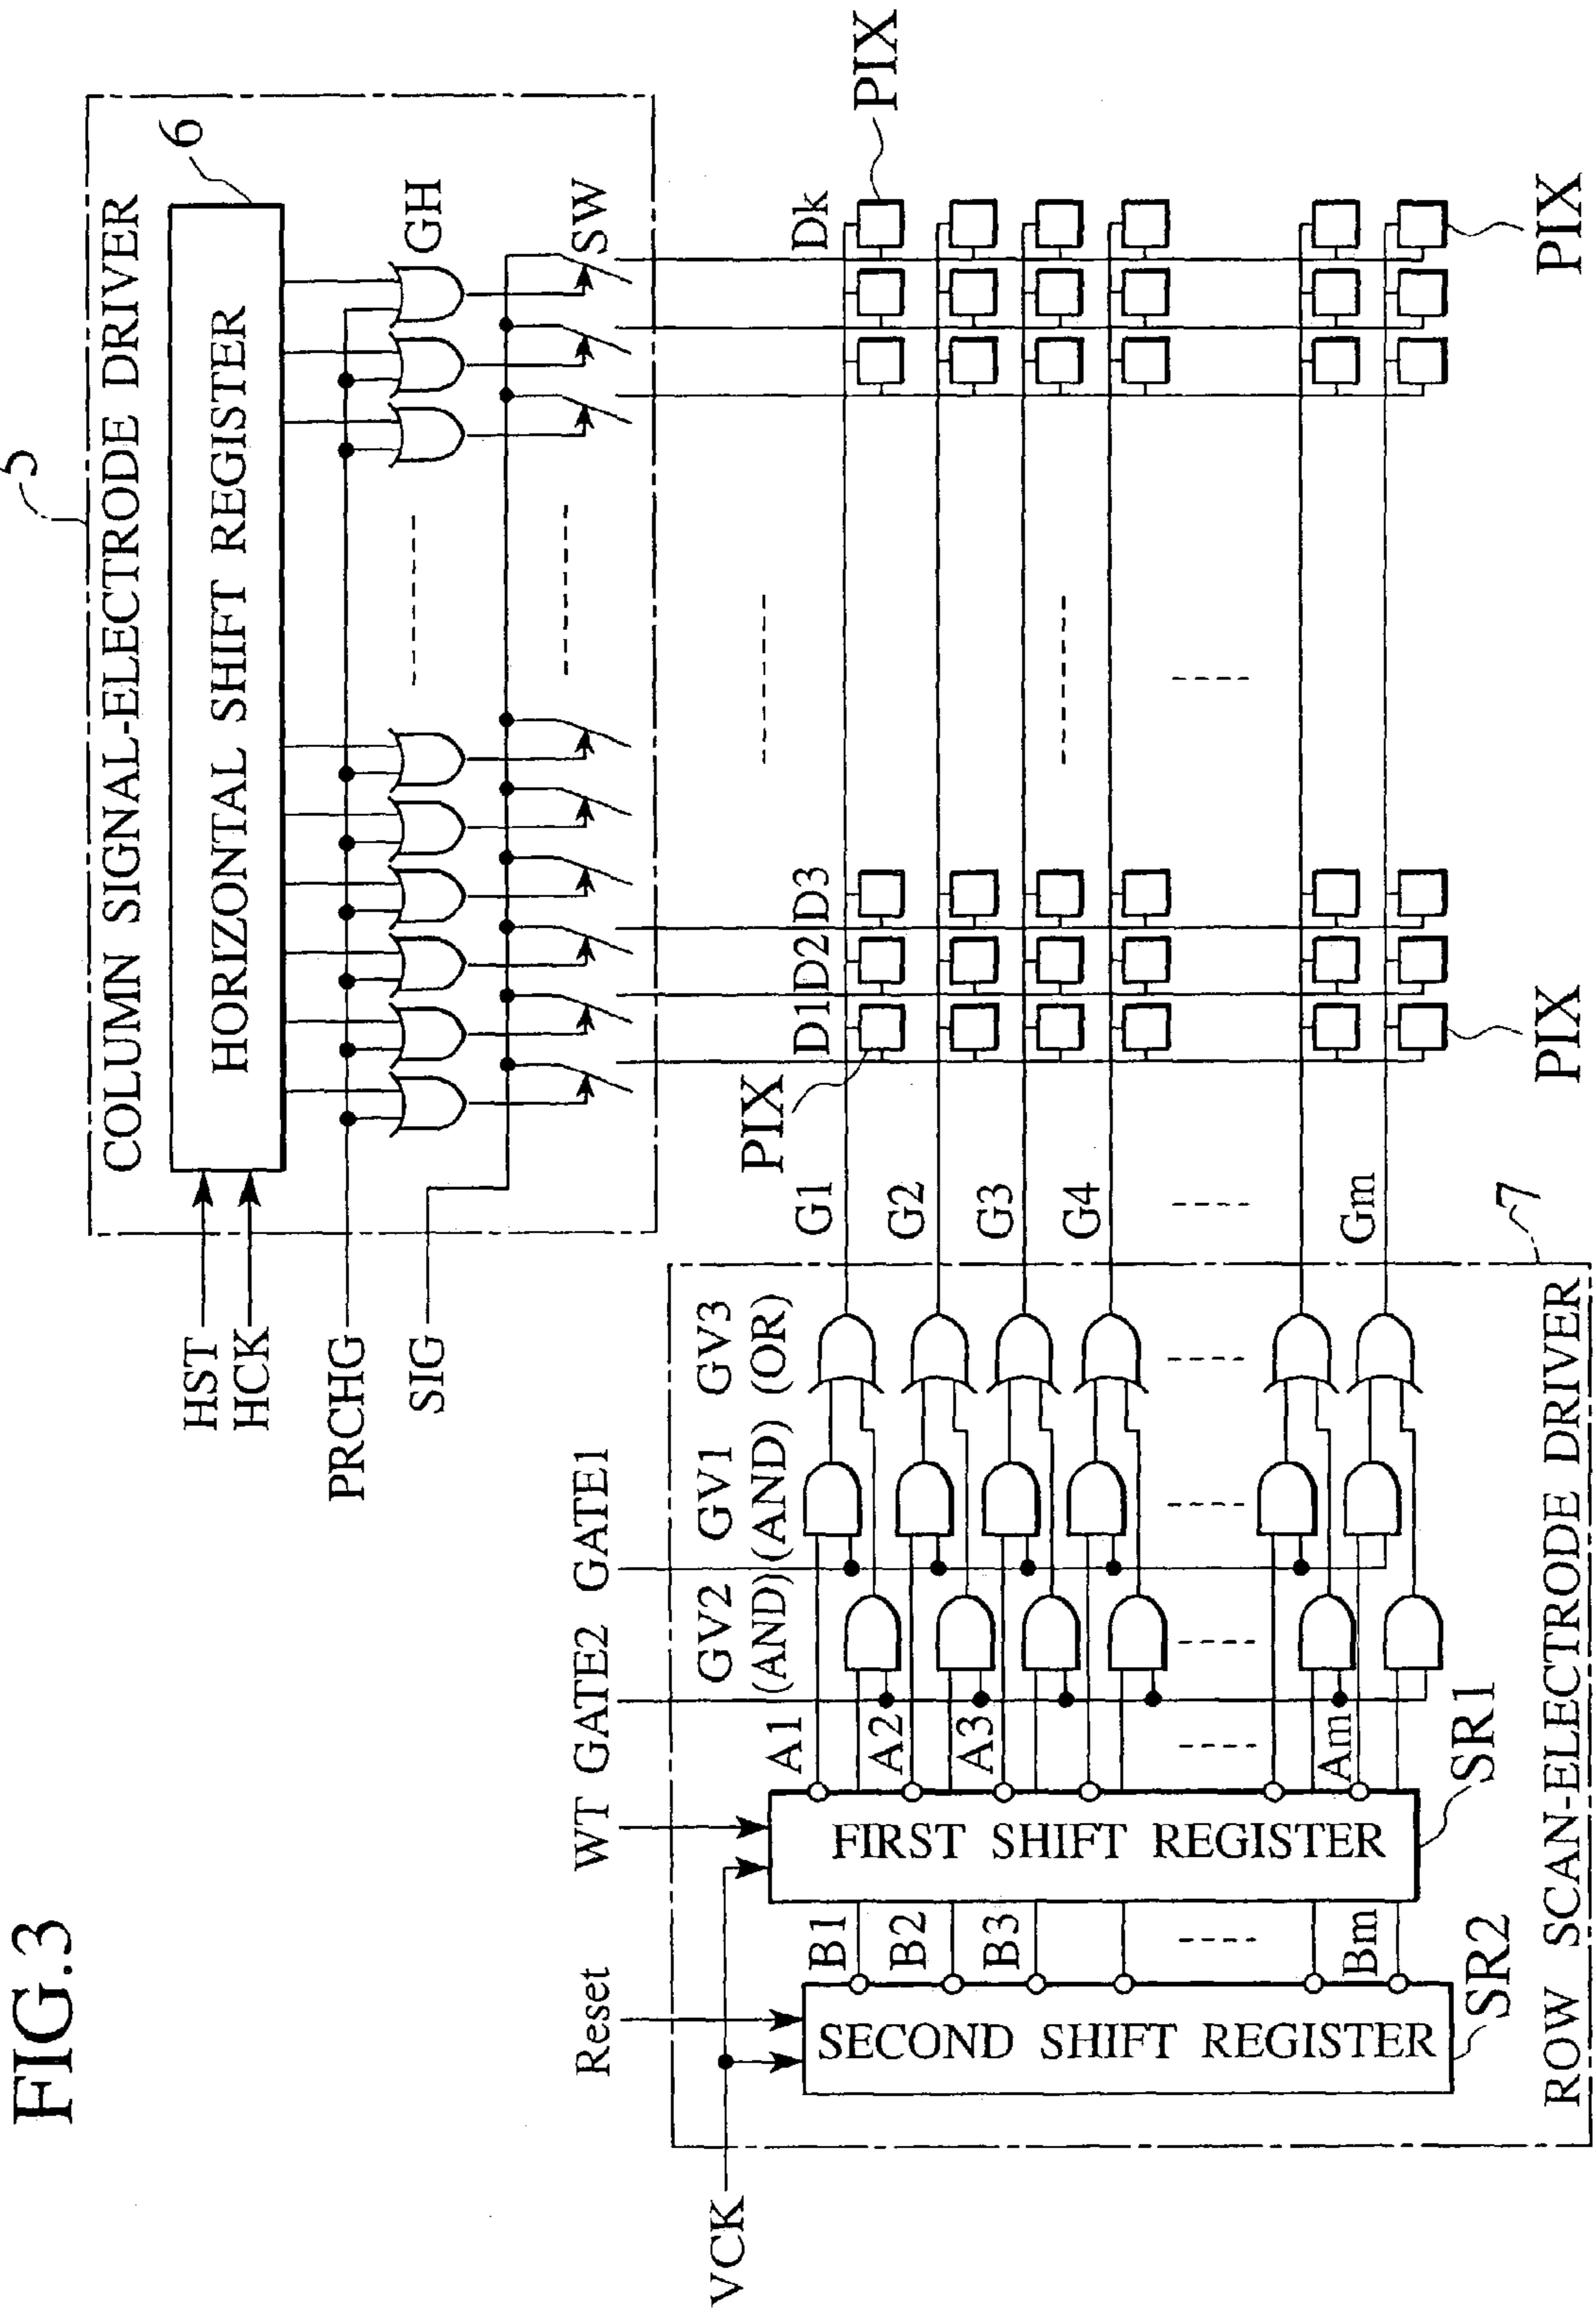 FIG.3
5
COLUMN SIGNAL-ELECTRODE DRIVER
6
HORIZONTAL SHIFT REGISTER
HST
HCK
GH
PRCHG
SIG
SW
PIX
D1
D2
D3
Dk
PIX
G1
G2
G3
G4
Gm
PIX
PIX
Reset
WT
GATE2
GATE1
VCK
GV2
(AND)
GV1
(AND)
GV3
(OR)
A1
A2
A3
Am
B1
B2
B3
Bm
FIRST SHIFT REGISTER
SECOND SHIFT REGISTER
SR1
SR2
7
ROW SCAN-ELECTRODE DRIVER